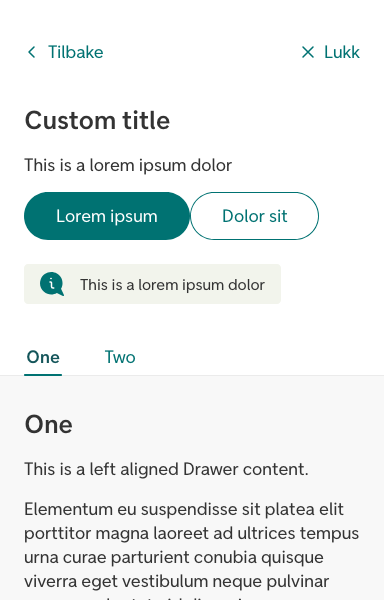 Tilbake
Lukk
Custom title
This is a lorem ipsum dolor
Lorem ipsum
Dolor sit
This is a lorem ipsum dolor
One
Two
One
This is a left aligned Drawer content.
Elementum eu suspendisse sit platea elit
porttitor magna laoreet ad ultrices tempus
urna curae parturient conubia quisque
viverra eget vestibulum neque pulvinar